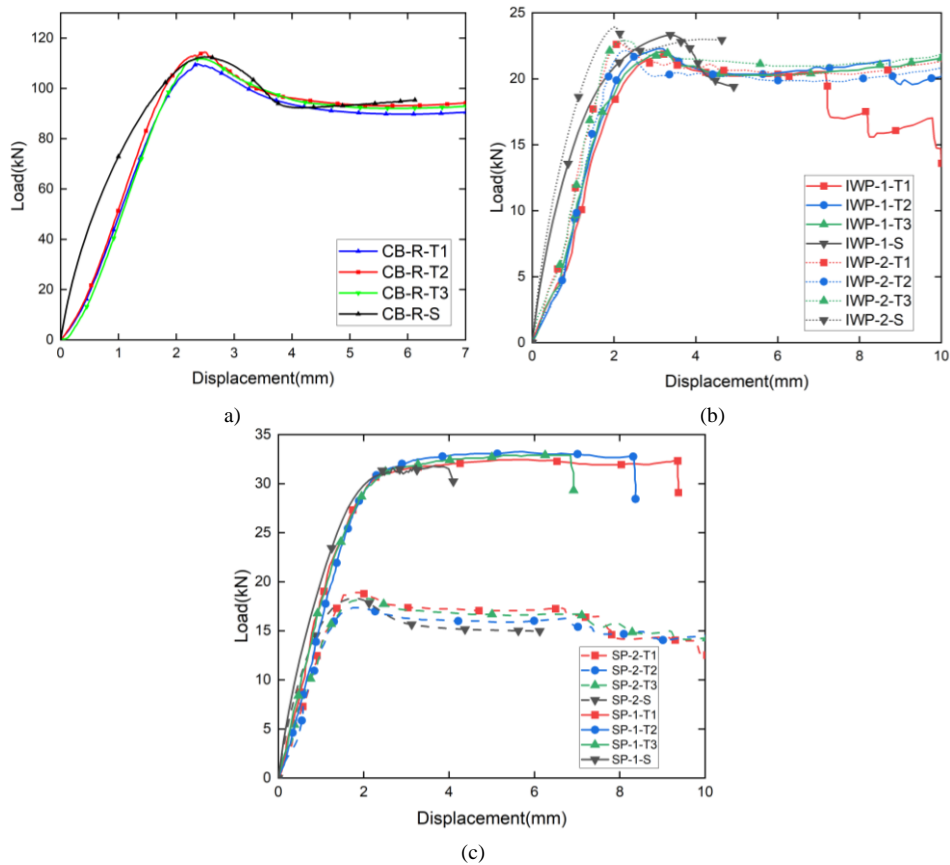 120
100
80
60
40
20
0
Load(kN)
CB-R-T1
CB-R-T2
CB-R-T3
CB-R-S
0 1 2 3 4 5 6 7
Displacement(mm)
a)
25
20
15
10
5
0
Load(kN)
IWP-1-T1
IWP-1-T2
IWP-1-T3
IWP-1-S
IWP-2-T1
IWP-2-T2
IWP-2-T3
IWP-2-S
0 2 4 6 8 10
Displacement(mm)
(b)
35
30
25
20
15
10
5
0
Load(kN)
SP-2-T1
SP-2-T2
SP-2-T3
SP-2-S
SP-1-T1
SP-1-T2
SP-1-T3
SP-1-S
0 2 4 6 8 10
Displacement(mm)
(c)